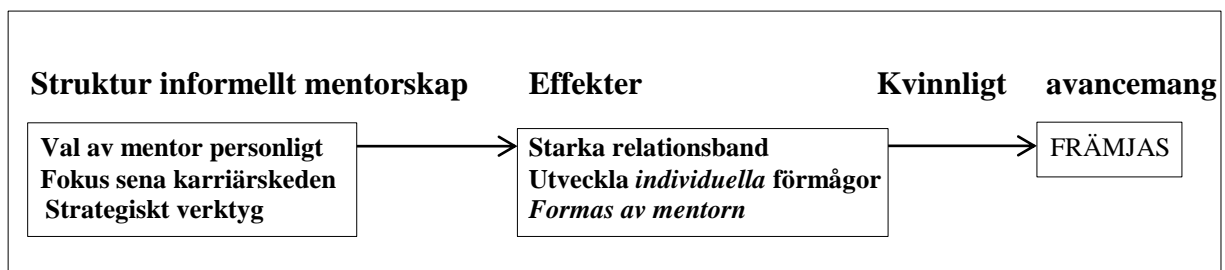 Struktur informellt mentorskap Effekter Kvinnligt avancemang
Val av mentor personligt
Fokus sena karriärskeden
Strategiskt verktyg
Starka relationsband
Utveckla individuella förmågor
Formas av mentorn
FRÄMJAS